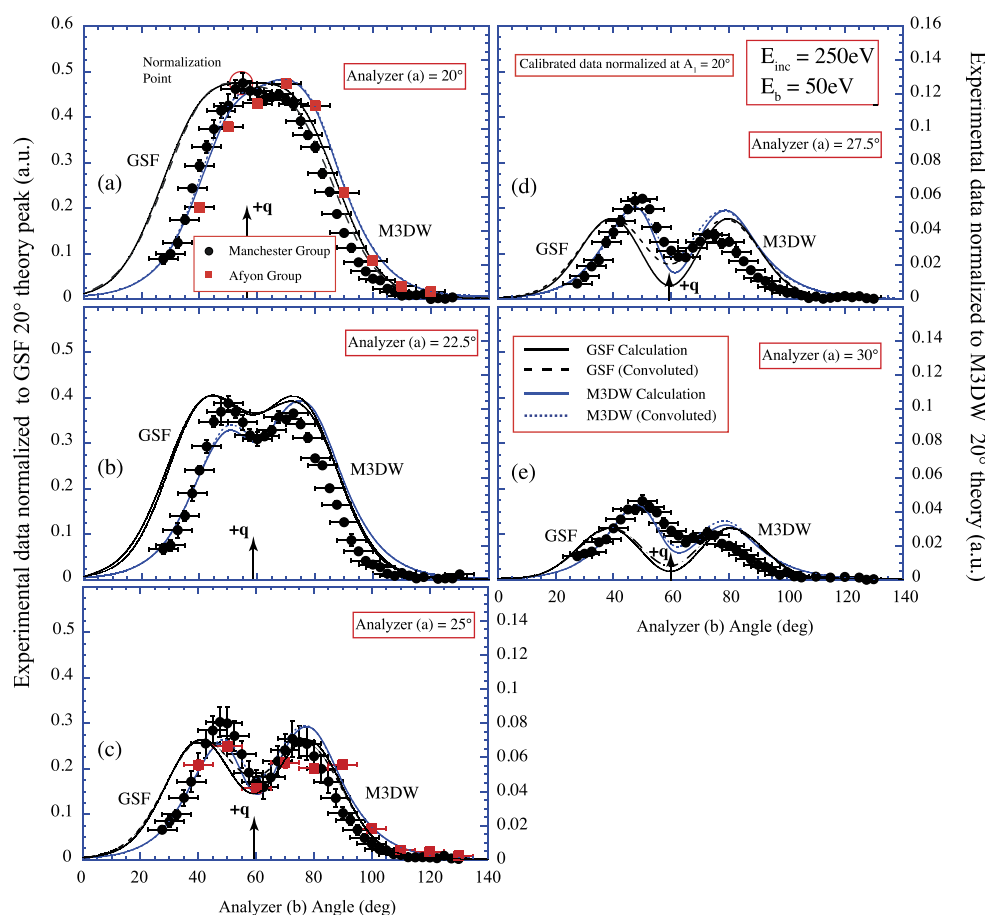 Experimental data normalized to GSF 20° theory peak (a.u.)
0.6
0.5
0.4
0.3
0.2
0.1
0
Normalization
Point
Analyzer (a) = 20°
GSF
(a)
+q
M3DW
Manchester Group
Afyon Group
0.5
0.4
0.3
0.2
0.1
0
Analyzer (a) = 22.5°
GSF
(b)
M3DW
+q
0.5
0.4
0.3
0.2
0.1
0
Analyzer (a) = 25°
(c)
GSF
M3DW
+q
0.14
0.12
0.1
0.08
0.06
0.04
0.02
0
0 20 40 60 80 100 120 140
Analyzer (b) Angle (deg)
Calibrated data normalized at A1 = 20°
Einc = 250eV
Eb = 50eV
Analyzer (a) = 27.5°
(d)
GSF
M3DW
+q
0.16
0.14
0.12
0.1
0.08
0.06
0.04
0.02
0
GSF Calculation
GSF (Convoluted)
M3DW Calculation
M3DW (Convoluted)
Analyzer (a) = 30°
(e)
GSF
M3DW
+q
0.14
0.12
0.1
0.08
0.06
0.04
0.02
0
0 20 40 60 80 100 120 140
Analyzer (b) Angle (deg)
Experimental data normalized to M3DW 20° theory (a.u.)